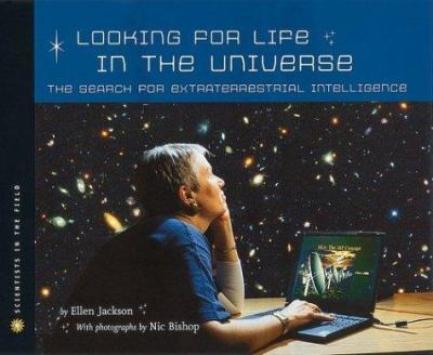 LOOKING FOR LIFE
IN THE UNIVERSE
THE SEARCH FOR EXTRATERRESTRIAL INTELLIGENCE
SCIENTISTS IN THE FIELD
by Ellen Jackson
With photographs by Nic Bishop